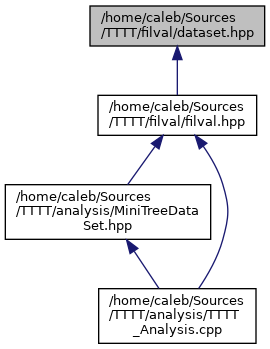 /home/caleb/Sources
/TTTT/filval/dataset.hpp
/home/caleb/Sources
/TTTT/filval/filval.hpp
/home/caleb/Sources
/TTTT/analysis/MiniTreeData
Set.hpp
/home/caleb/Sources
/TTTT/analysis/TTTT
_Analysis.cpp